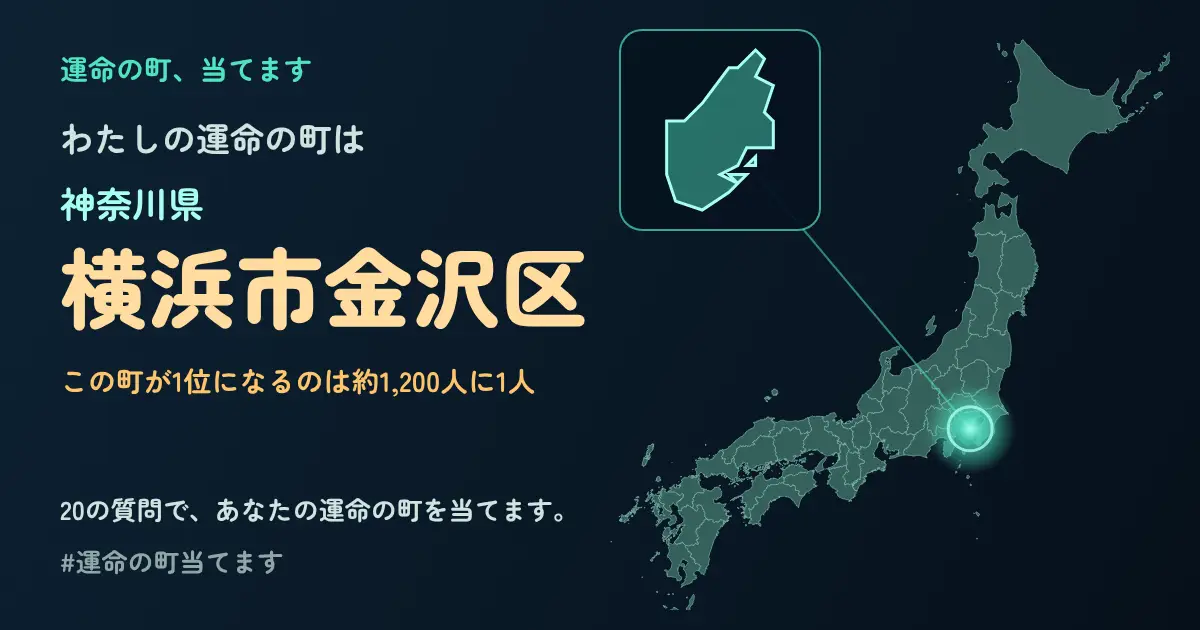 運命の町、当てます
わたしの運命の町は
神奈川県
横浜市金沢区
この町が1位になるのは約1,200人に1人
20の質問で、あなたの運命の町を当てます。
#運命の町当てます